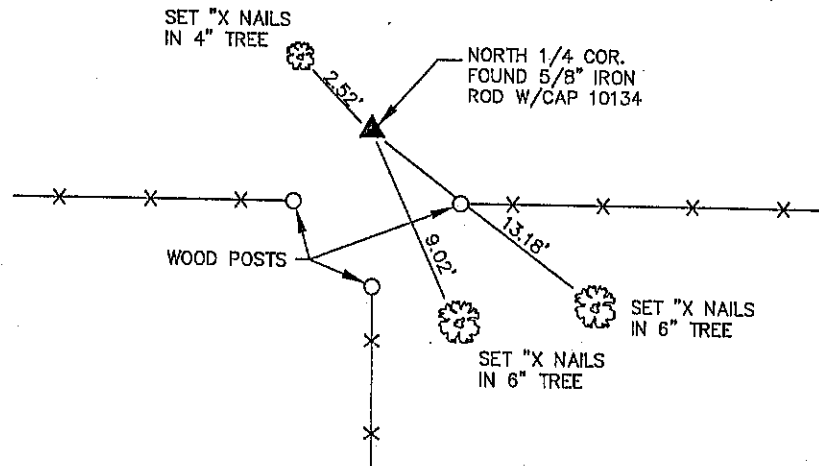 SET "X NAILS
IN 4" TREE
NORTH 1/4 COR.
FOUND 5/8" IRON
ROD W/CAP 10134
2.52'
WOOD POSTS
9.02'
13.18'
SET "X NAILS
IN 6" TREE
SET "X NAILS
IN 6" TREE